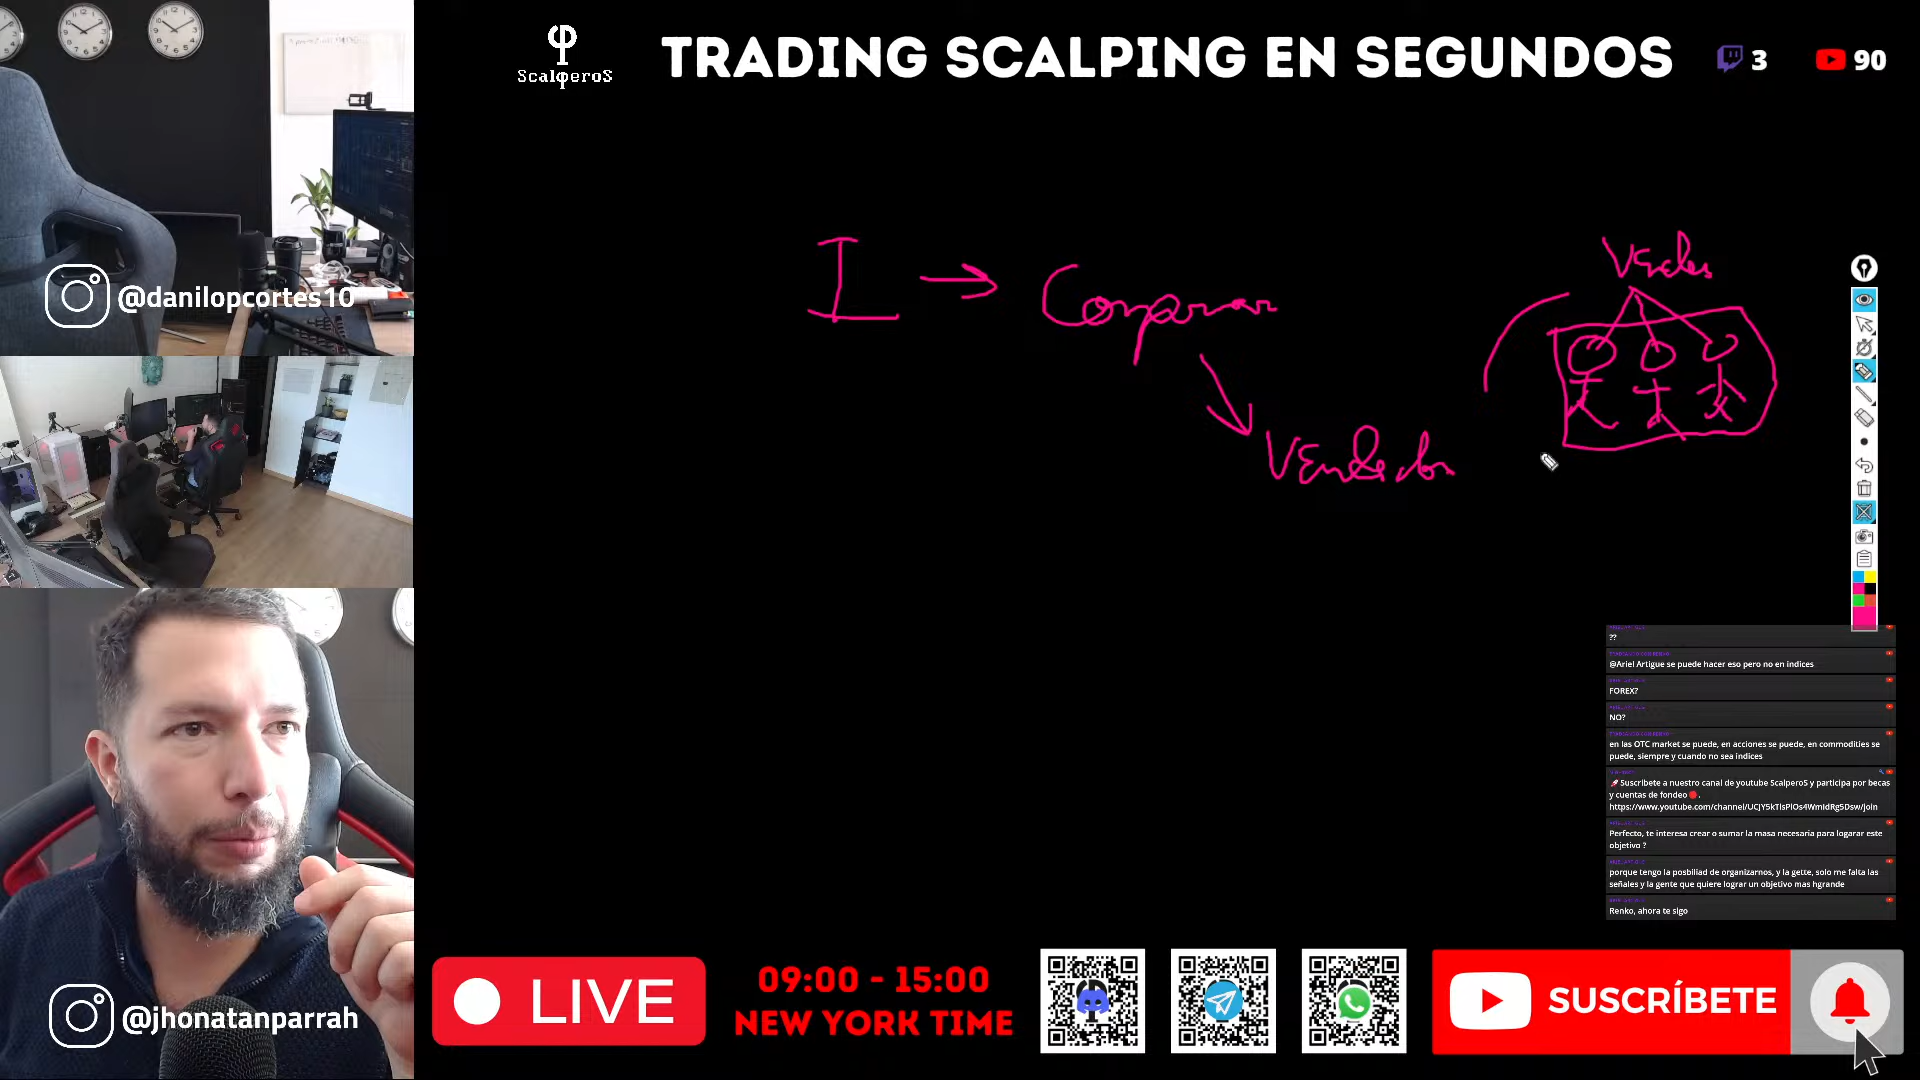 ScalperoS
TRADING SCALPING EN SEGUNDOS
3
90
@danilopcortes10
I → Comprar
Vendedor
Vender
??
@Ariel Artigue se puede hacer eso pero no en indices
FOREX?
NO?
en las OTC market se puede, en acciones se puede, en commodities se
puede, siempre y cuando no sea indices
🚀Suscribete a nuestro canal de youtube ScalperoS y participa por becas
y cuentas de fondeo🔴.
Perfecto, te interesa crear o sumar la masa necesaria para logarar este
objetivo ?
porque tengo la posbiliad de organizarnos, y la gette, solo me falta las
señales y la gente que quiere lograr un objetivo mas hgrande
Renko, ahora te sigo
@jhonatanparrah
LIVE
09:00 - 15:00
NEW YORK TIME
SUSCRÍBETE